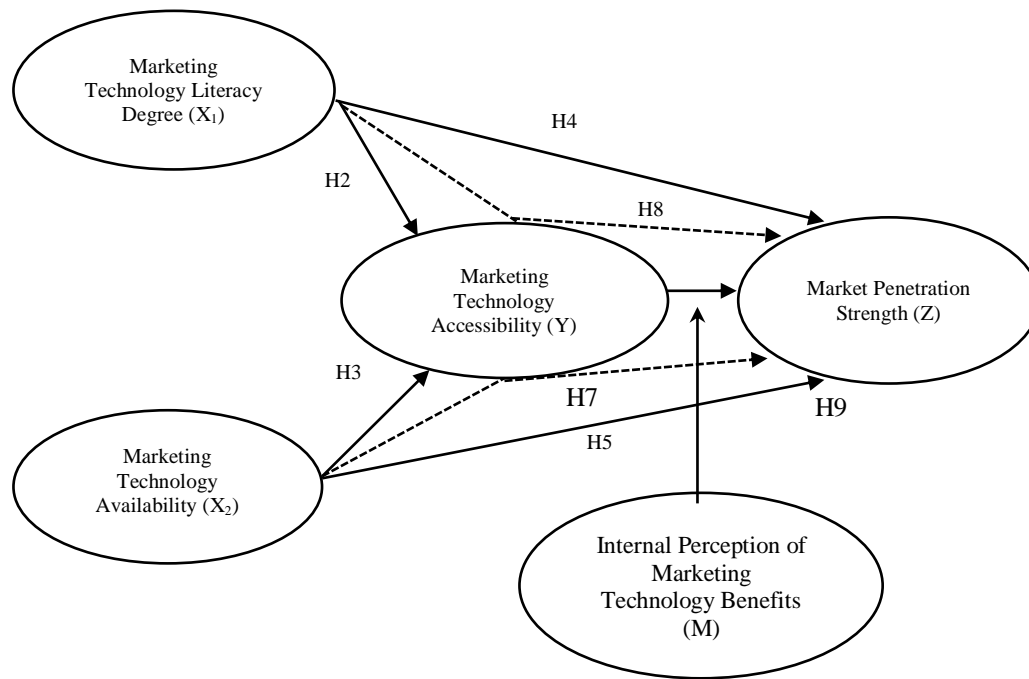 Marketing
Technology Literacy
Degree (X₁)
H4
H2
H8
Marketing
Technology
Accessibility (Y)
Market Penetration
Strength (Z)
H3
H7
H9
H5
Marketing
Technology
Availability (X₂)
Internal Perception of
Marketing
Technology Benefits
(M)